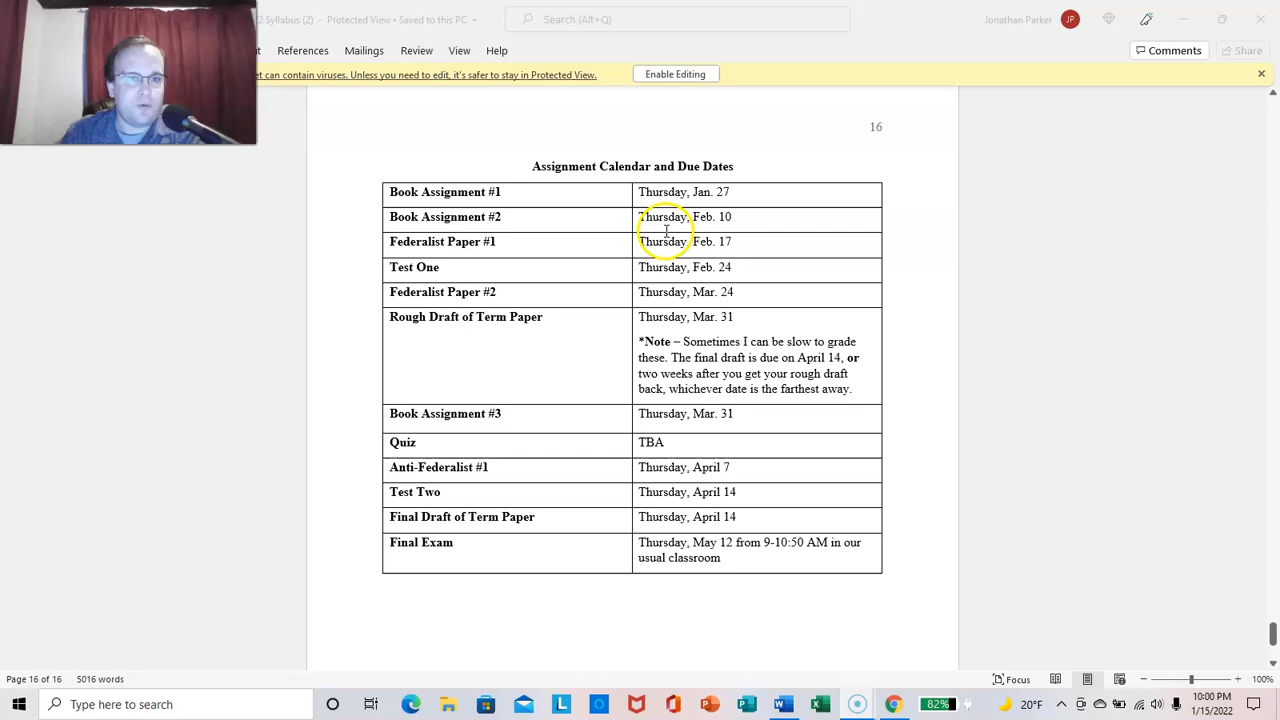 2 Syllabus (2) - Protected View • Saved to this PC
Search (Alt+Q)
Jonathan Parker
JP
References
Mailings
Review
View
Help
Comments
Share
et can contain viruses. Unless you need to edit, it's safer to stay in Protected View.
Enable Editing
16
Assignment Calendar and Due Dates
Book Assignment #1
Thursday, Jan. 27
Book Assignment #2
Thursday, Feb. 10
Federalist Paper #1
Thursday, Feb. 17
Test One
Thursday, Feb. 24
Federalist Paper #2
Thursday, Mar. 24
Rough Draft of Term Paper
Thursday, Mar. 31
*Note – Sometimes I can be slow to grade
these. The final draft is due on April 14, or
two weeks after you get your rough draft
back, whichever date is the farthest away.
Book Assignment #3
Thursday, Mar. 31
Quiz
TBA
Anti-Federalist #1
Thursday, April 7
Test Two
Thursday, April 14
Final Draft of Term Paper
Thursday, April 14
Final Exam
Thursday, May 12 from 9-10:50 AM in our
usual classroom
Page 16 of 16
5016 words
Focus
100%
Type here to search
82%
20°F
10:00 PM
1/15/2022